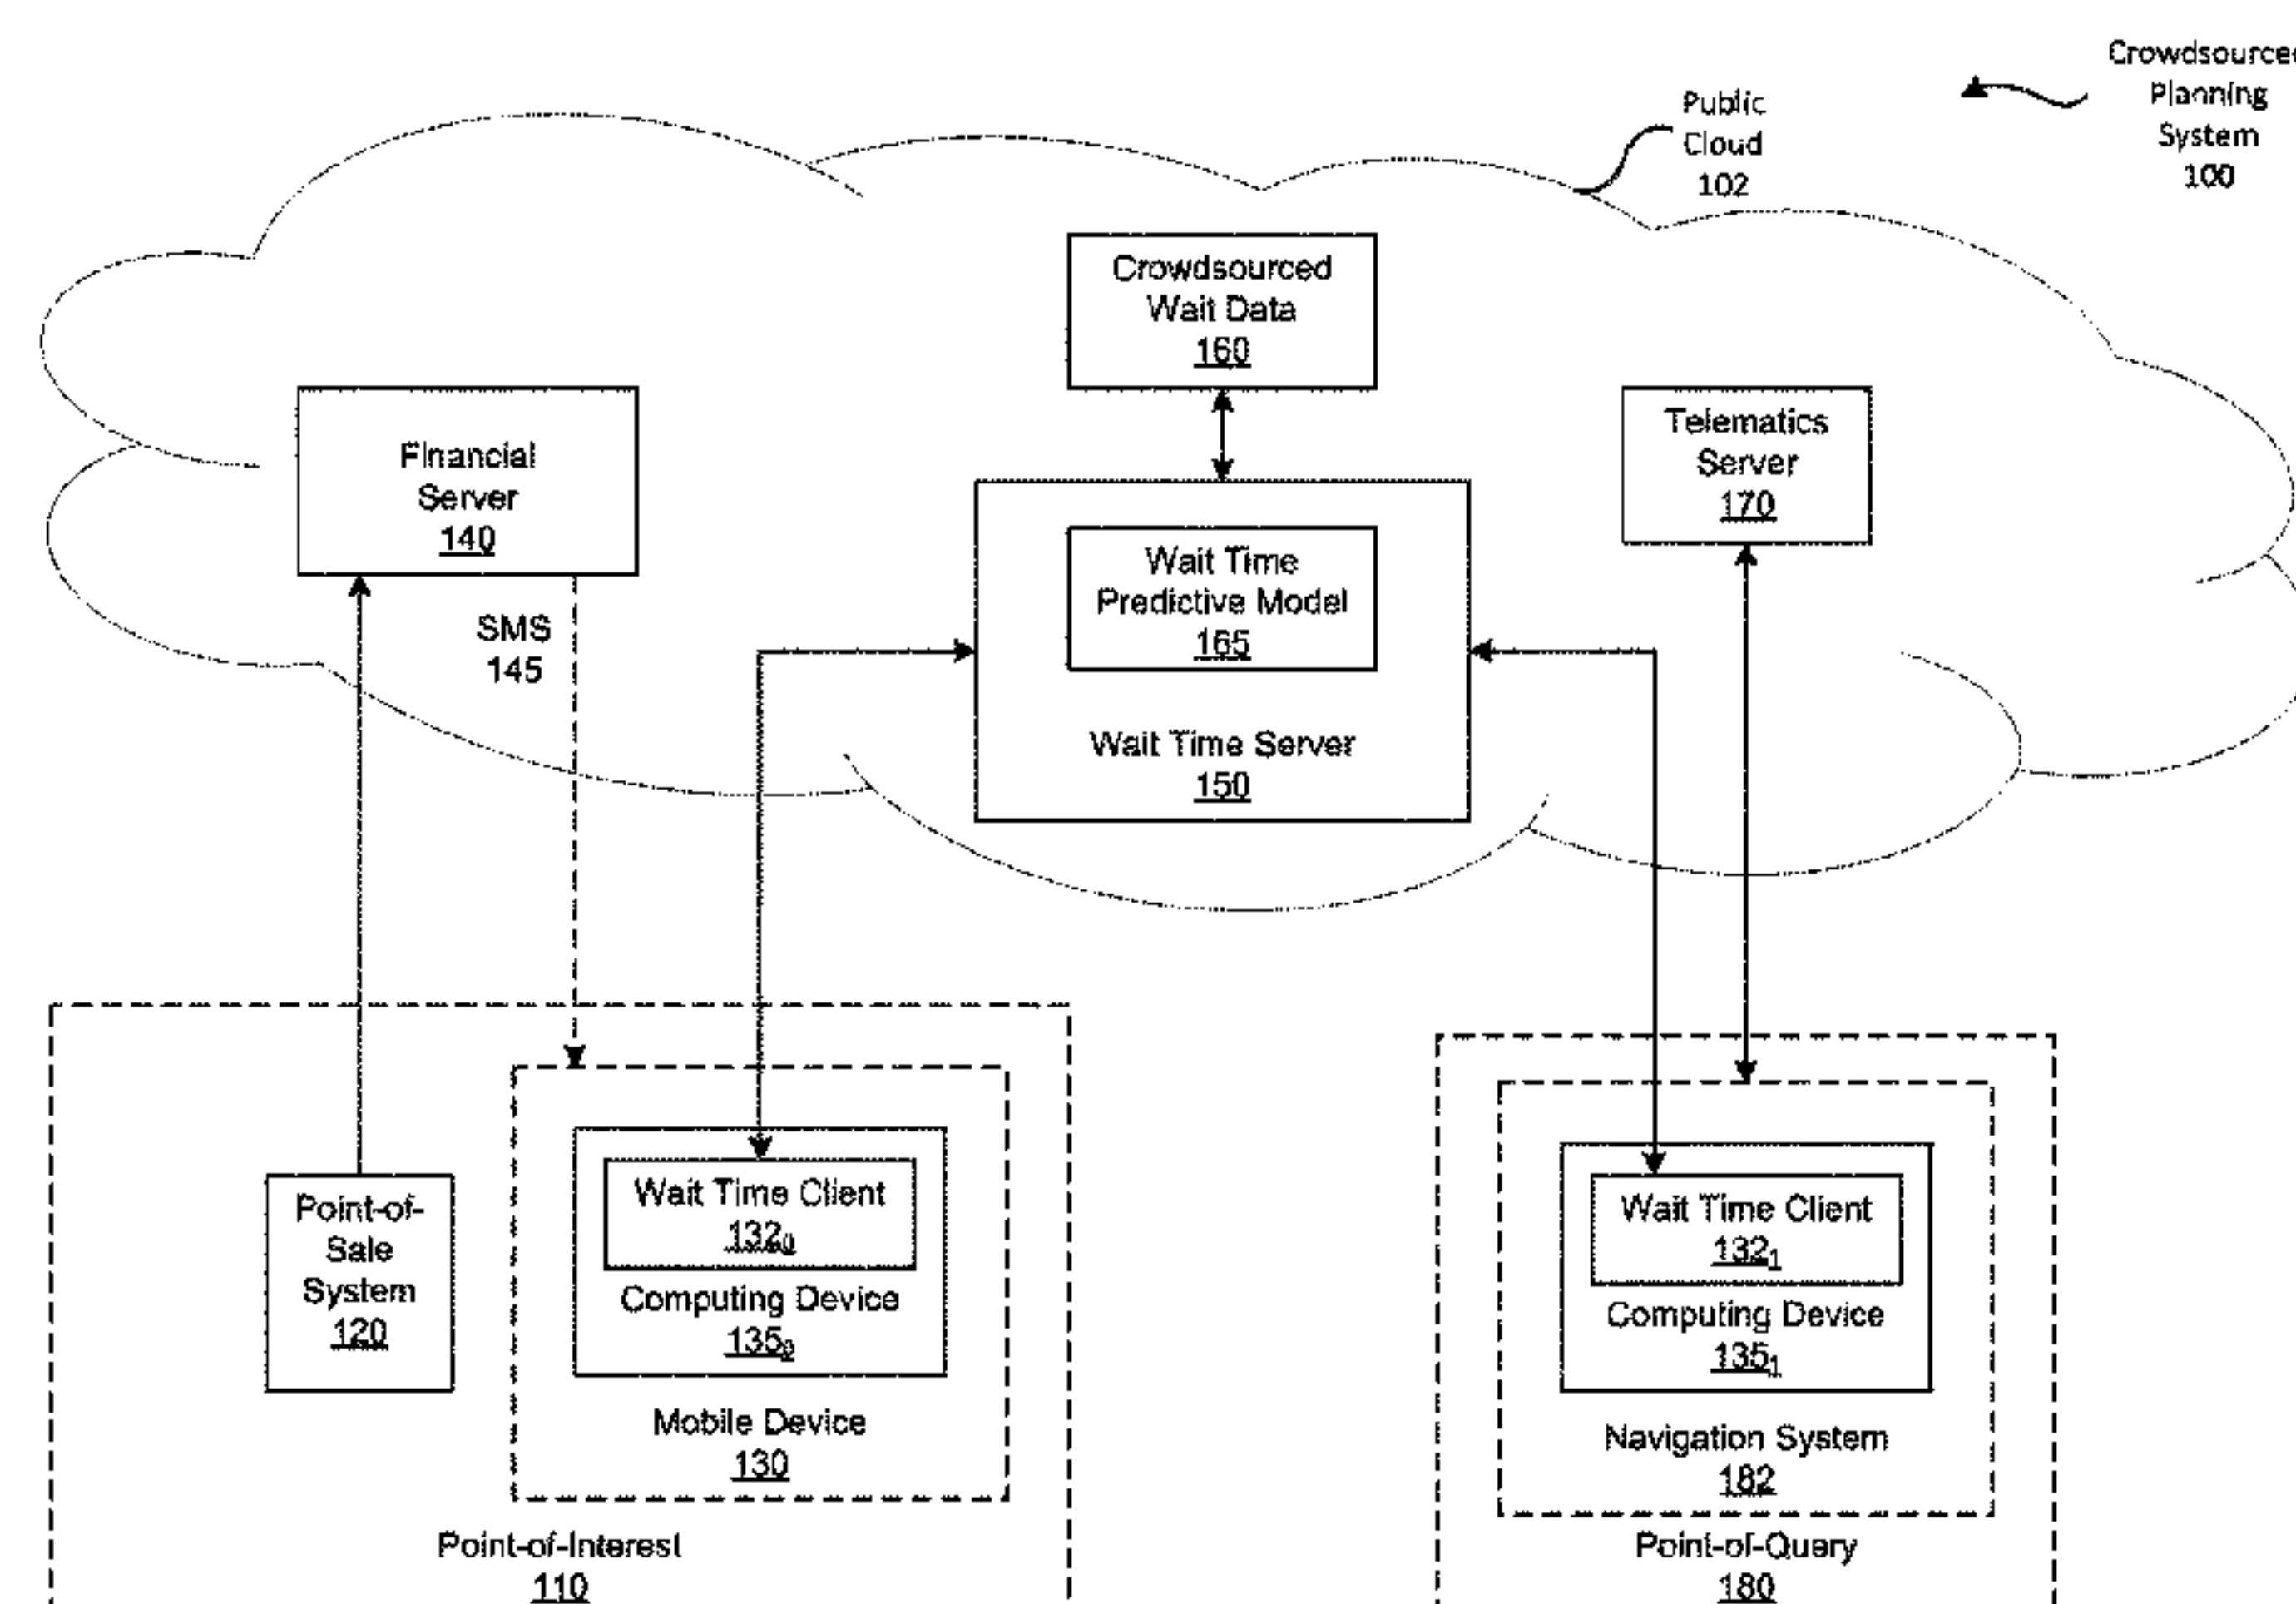 Crowdsourced
Planning
System
100
Public
Cloud
102
Crowdsourced
Wait Data
160
Financial
Server
140
Telematics
Server
170
Wait Time
Predictive Model
165
SMS
145
Wait Time Server
150
Point-of-
Sale
System
120
Wait Time Client
132₀
Computing Device
135₀
Mobile Device
130
Point-of-Interest
110
Wait Time Client
132₁
Computing Device
135₁
Navigation System
182
Point-of-Query
180